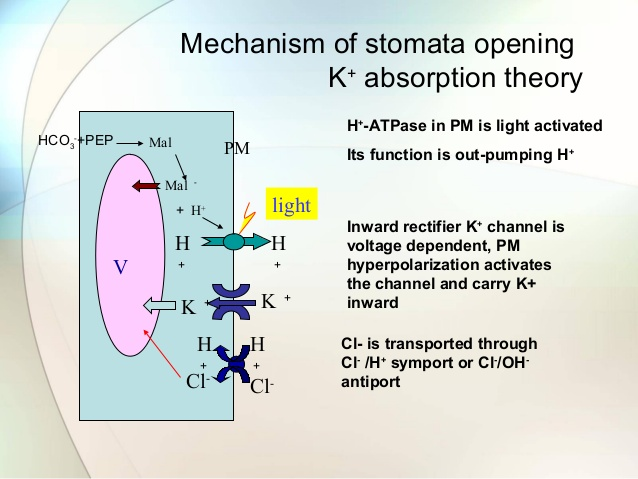 Mechanism of stomata opening
K⁺ absorption theory
HCO₃⁻+PEP
Mal
PM
Mal -
+ H⁺
light
H
+
H
+
V
K +
K +
H
+
H
+
Cl⁻
Cl⁻
H⁺-ATPase in PM is light activated
Its function is out-pumping H⁺
Inward rectifier K⁺ channel is
voltage dependent, PM
hyperpolarization activates
the channel and carry K+
inward
Cl- is transported through
Cl⁻ /H⁺ symport or Cl⁻/OH⁻
antiport